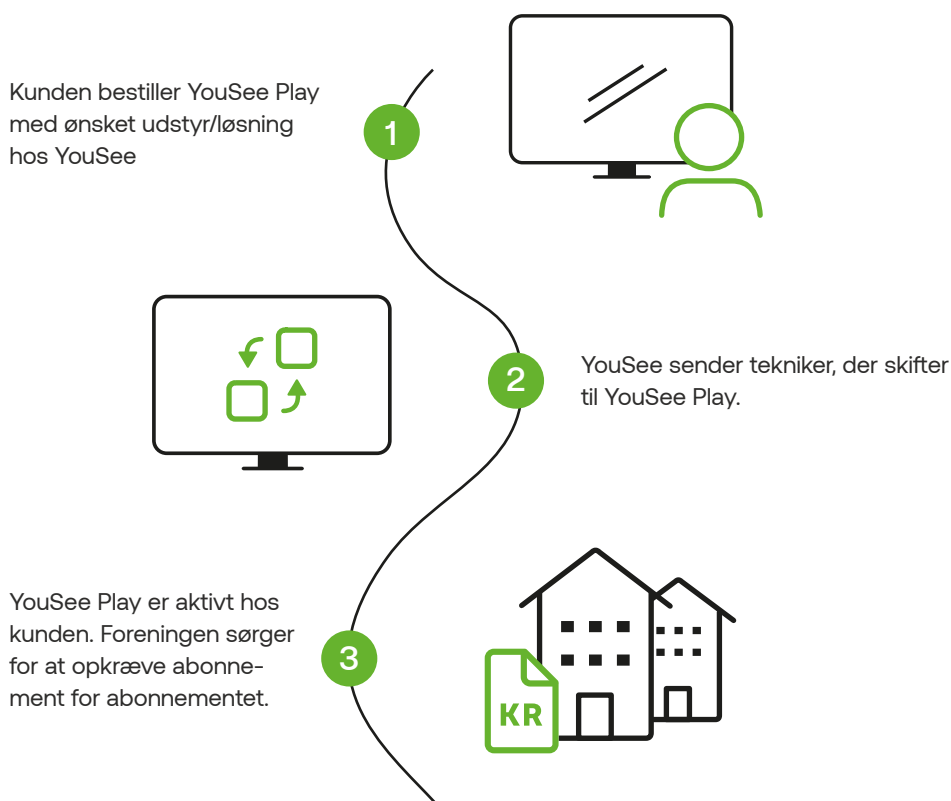 Kunden bestiller YouSee Play
med ønsket udstyr/løsning
hos YouSee
1
2
YouSee sender tekniker, der skifter
til YouSee Play.
YouSee Play er aktivt hos
kunden. Foreningen sørger
for at opkræve abonne-
ment for abonnementet.
3
KR